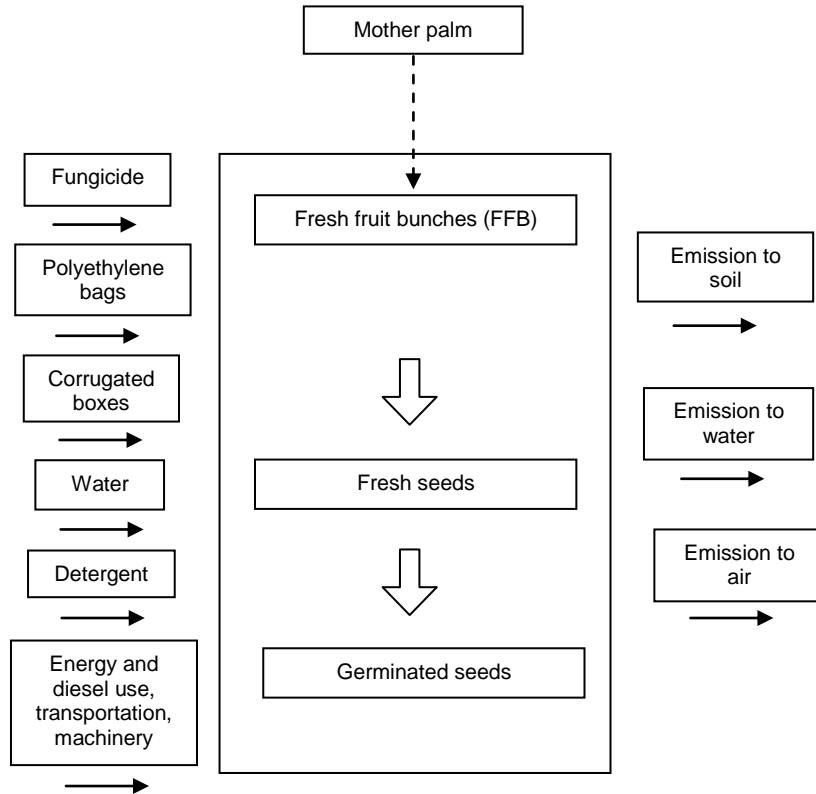 Mother palm
Fungicide
Polyethylene
bags
Corrugated
boxes
Water
Detergent
Energy and
diesel use,
transportation,
machinery
Fresh fruit bunches (FFB)
Fresh seeds
Germinated seeds
Emission to
soil
Emission to
water
Emission to
air